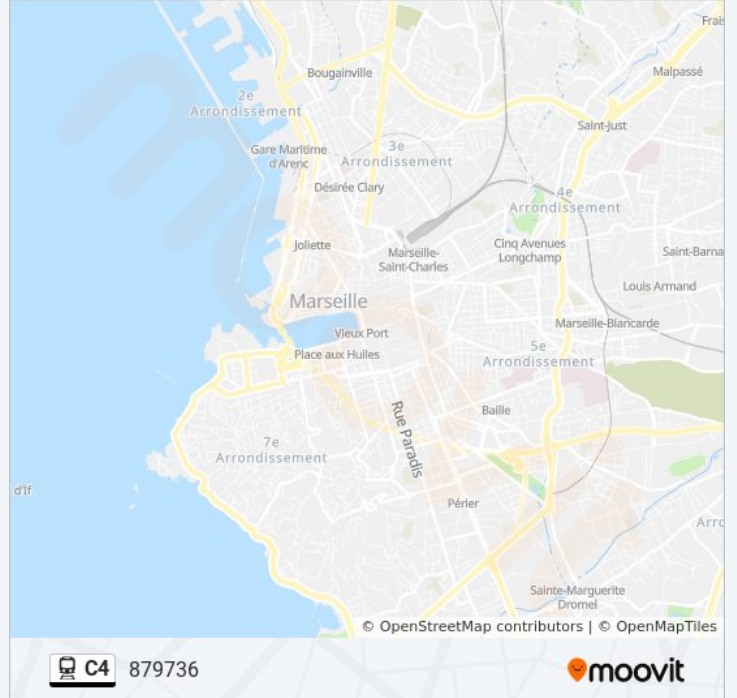 Frais
Bougainville
Malpassé
2e
Arrondissement
Saint-Just
Gare Maritime
d'Arenc
3e
Arrondissement
Désirée Clary
4e
Arrondissement
Joliette
Marseille-
Saint-Charles
Cinq Avenues
Longchamp
Saint-Barna
Louis Armand
Marseille
Vieux Port
Marseille-Blancarde
Place aux Huiles
5e
Arrondissement
Rue Paradis
Baille
7e
Arrondissement
d'If
Périer
Arro
Sainte-Marguerite
Dromel
© OpenStreetMap contributors | © OpenMapTiles
C4 879736
moovit